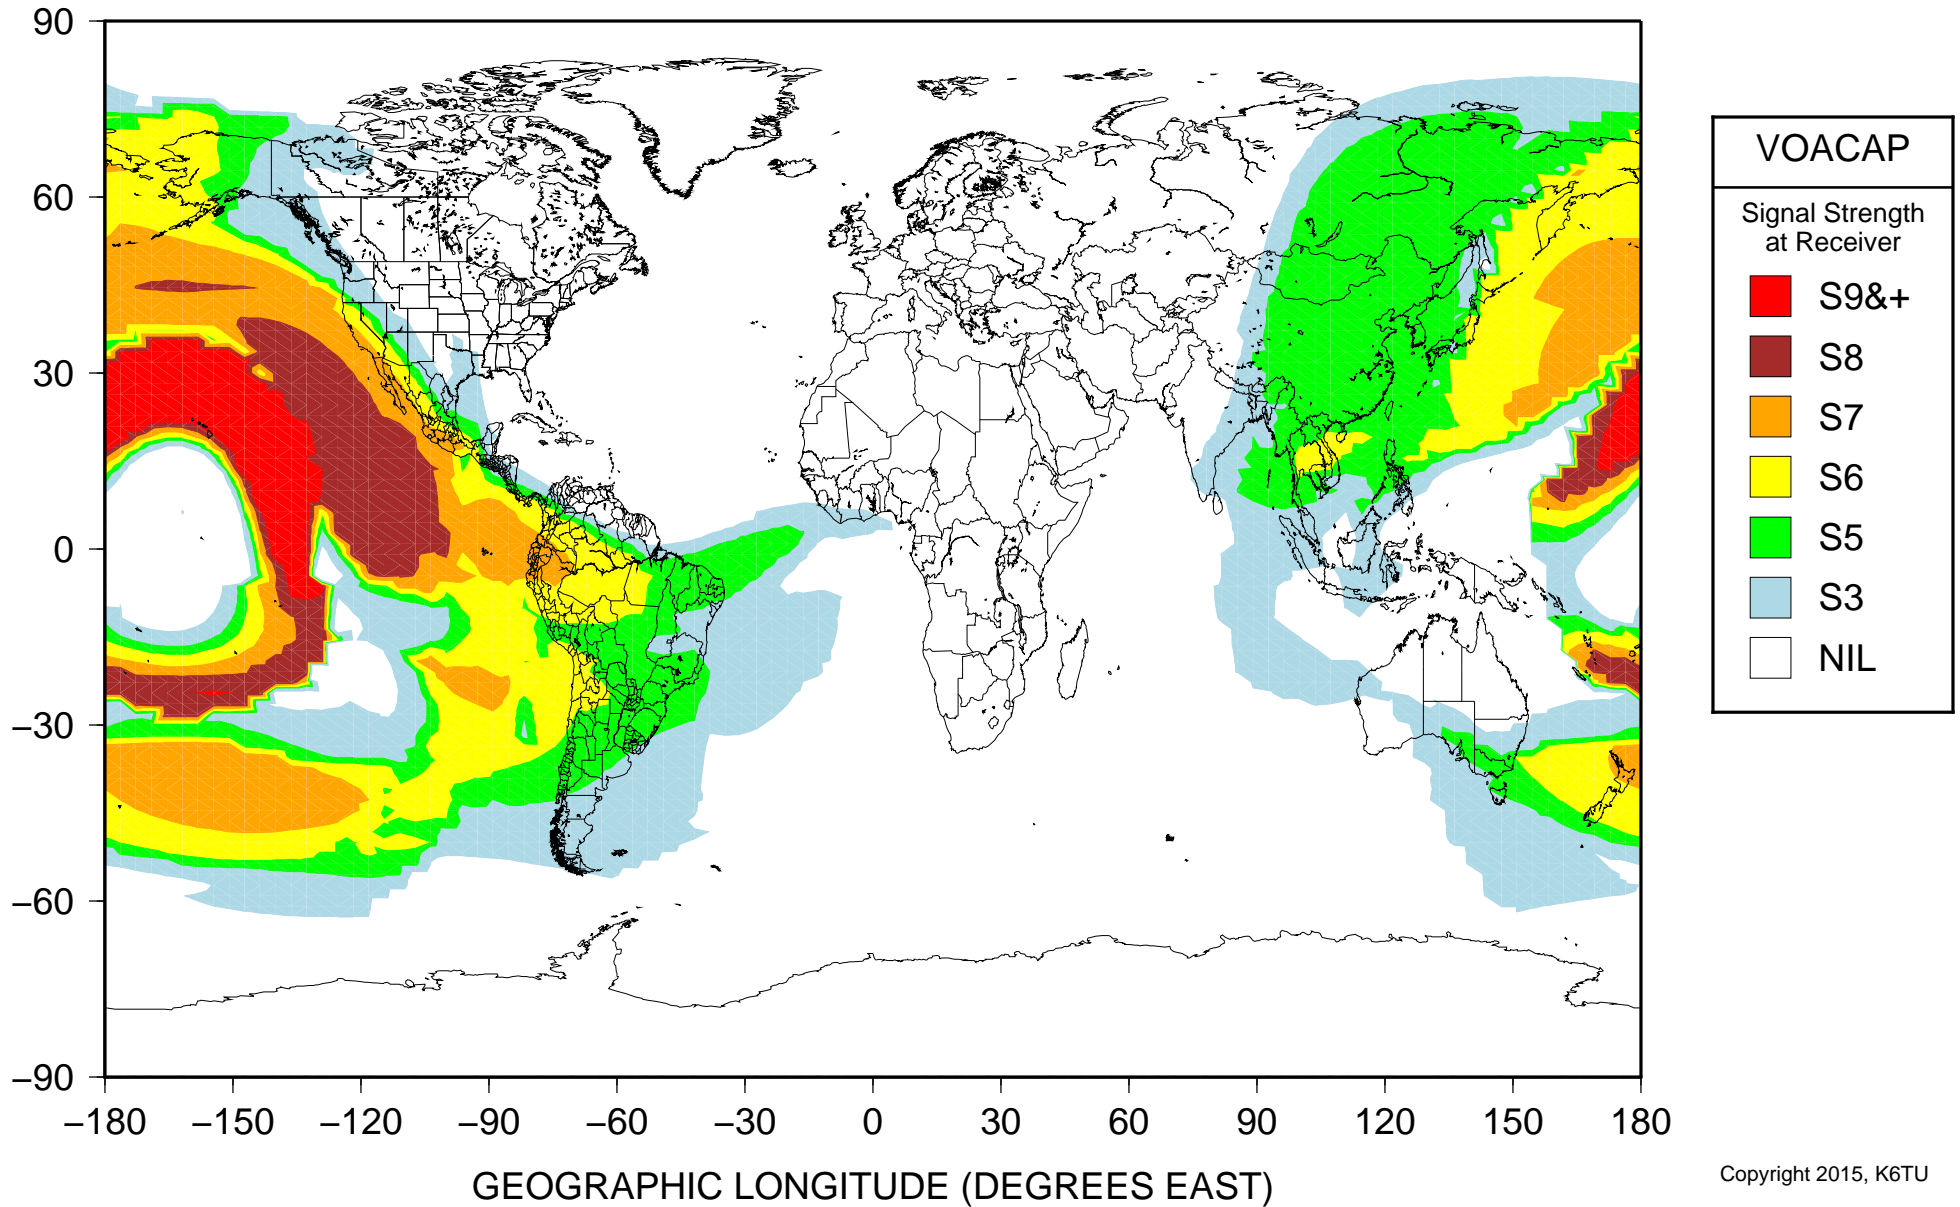 90
60
30
0
−30
−60
−90
−180 −150 −120 −90 −60 −30 0 30 60 90 120 150 180
GEOGRAPHIC LONGITUDE (DEGREES EAST)
VOACAP
Signal Strength
at Receiver
S9&+
S8
S7
S6
S5
S3
NIL
Copyright 2015, K6TU